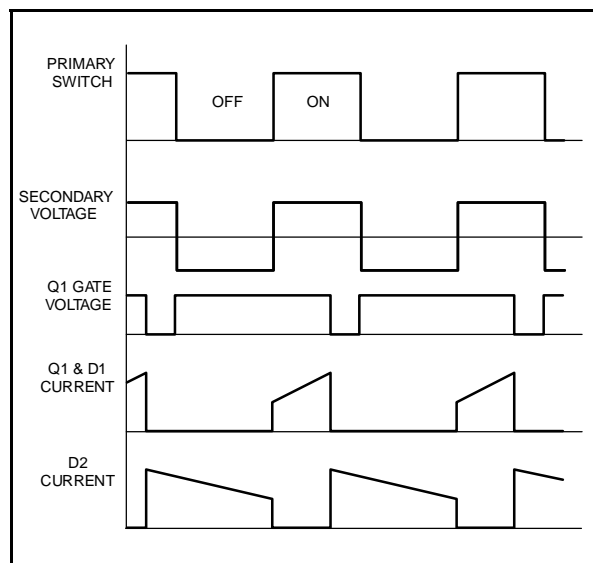 PRIMARY
SWITCH
OFF
ON
SECONDARY
VOLTAGE
Q1 GATE
VOLTAGE
Q1 & D1
CURRENT
D2
CURRENT